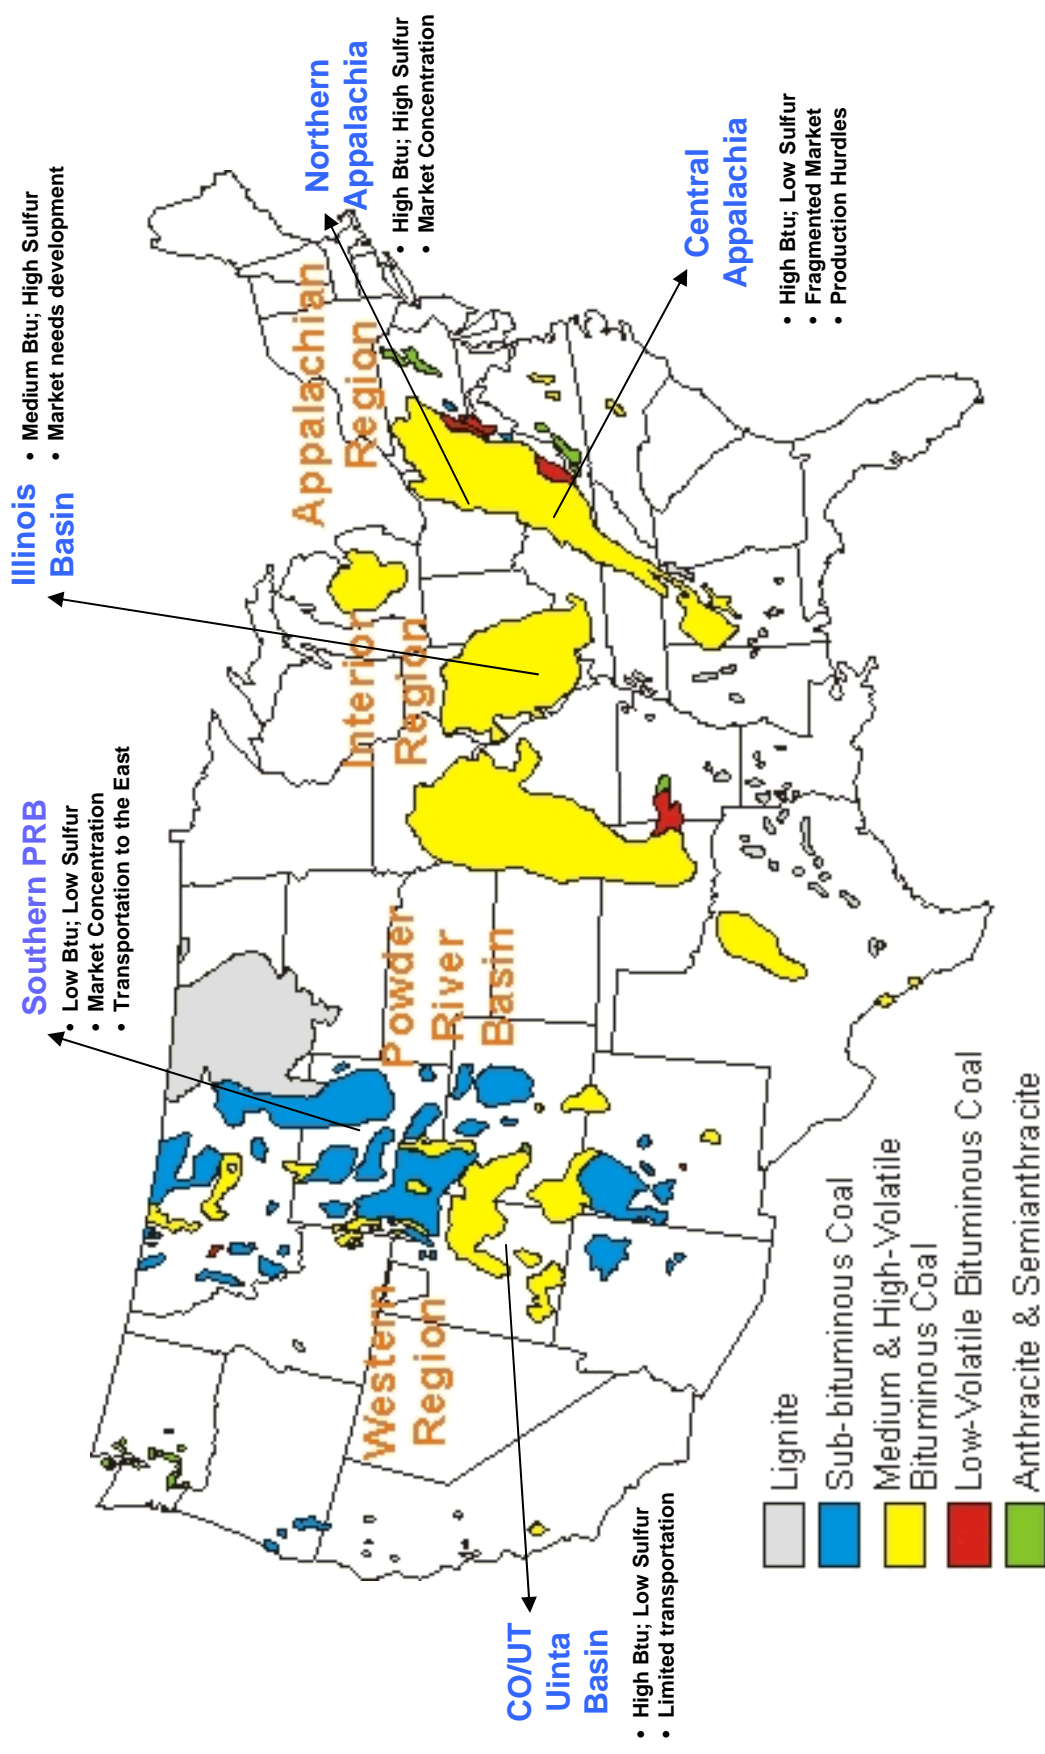 Southern PRB
• Low Btu; Low Sulfur
• Market Concentration
• Transportation to the East
Illinois
Basin
• Medium Btu; High Sulfur
• Market needs development
Northern
Appalachia
• High Btu; High Sulfur
• Market Concentration
Central
Appalachia
• High Btu; Low Sulfur
• Fragmented Market
• Production Hurdles
CO/UT
Uinta
Basin
• High Btu; Low Sulfur
• Limited transportation
Western
Region
Powder
River
Basin
Interior
Region
Appalachian
Region
Lignite
Sub-bituminous Coal
Medium & High-Volatile
Bituminous Coal
Low-Volatile Bituminous Coal
Anthracite & Semianthracite